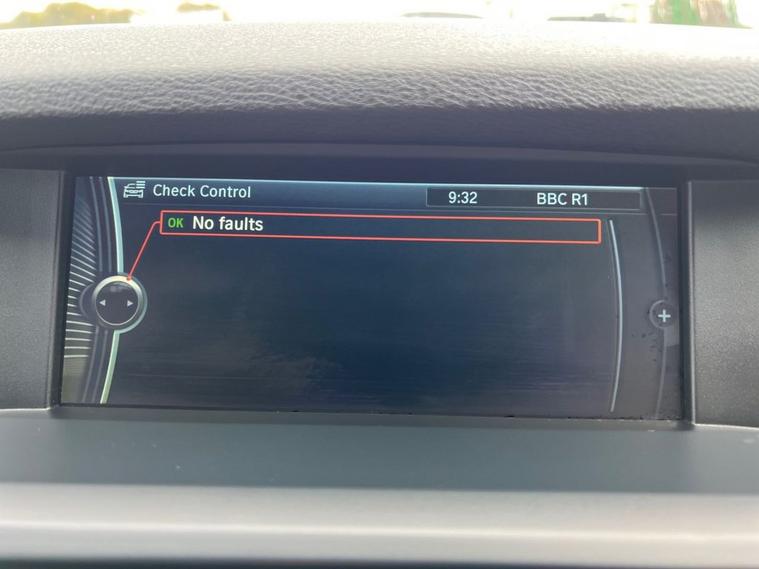 Check Control
9:32 BBC R1
OK No faults